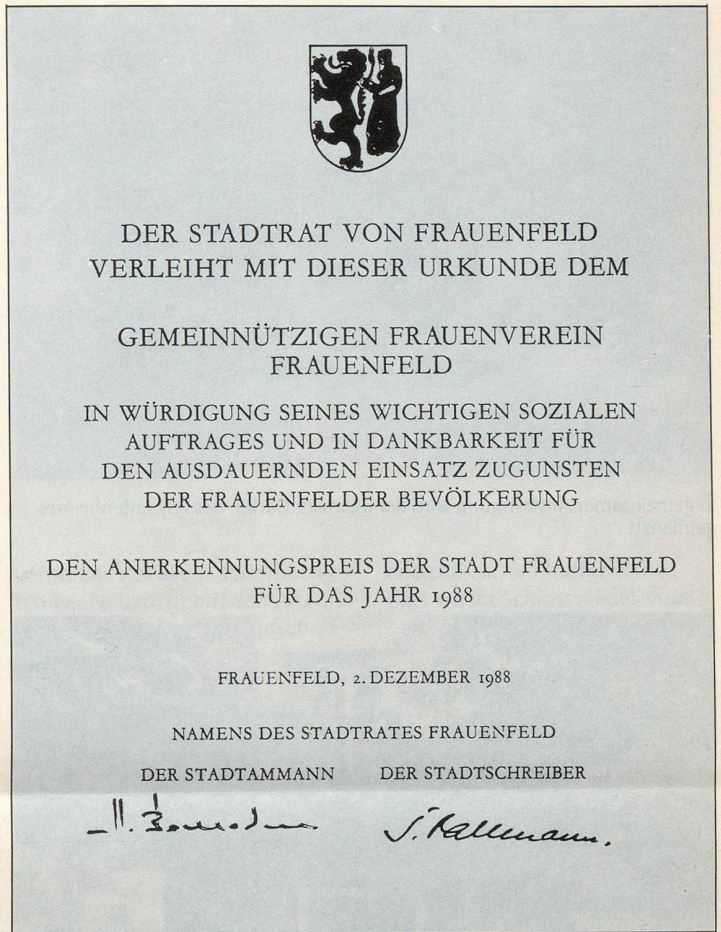 DER STADTRAT VON FRAUENFELD
VERLEIHT MIT DIESER URKUNDE DEM
GEMEINNÜTZIGEN FRAUENVEREIN
FRAUENFELD
IN WÜRDIGUNG SEINES WICHTIGEN SOZIALEN
AUFTRAGES UND IN DANKBARKEIT FÜR
DEN AUSDAUERNDEN EINSATZ ZUGUNSTEN
DER FRAUENFELDER BEVÖLKERUNG
DEN ANERKENNUNGSPREIS DER STADT FRAUENFELD
FÜR DAS JAHR 1988
FRAUENFELD, 2. DEZEMBER 1988
NAMENS DES STADTRATES FRAUENFELD
DER STADTAMMANN DER STADTSCHREIBER